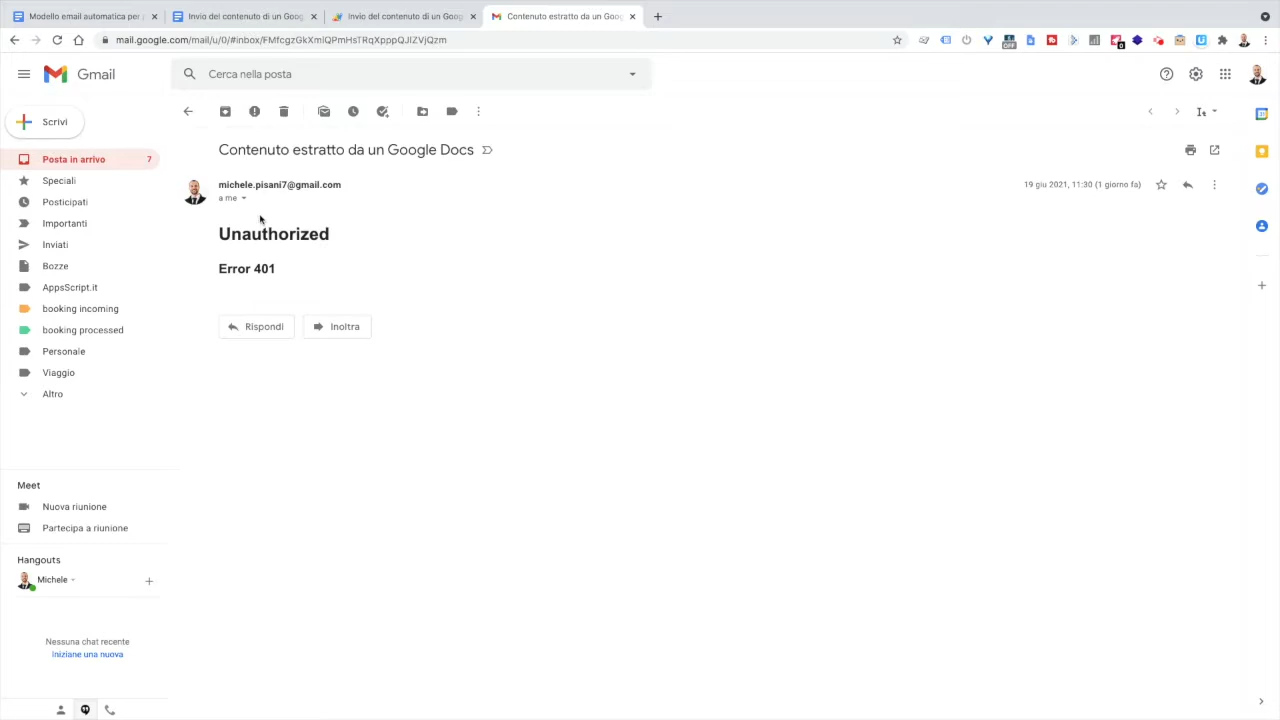 Modello email automatica per
Invio del contenuto di un Goog
Invio del contenuto di un Goog
Contenuto estratto da un Goog
mail.google.com/mail/u/0/#inbox/FMfcgzGkXmlQPmHsTRqXpppQJlZVjQzm
OFF
0
Gmail
Cerca nella posta
Scrivi
Contenuto estratto da un Google Docs
Posta in arrivo 7
Speciali
Posticipati
Importanti
Inviati
Bozze
AppsScript.it
booking incoming
booking processed
Personale
Viaggio
Altro
michele.pisani7@gmail.com
19 giu 2021, 11:30 (1 giorno fa)
a me
Unauthorized
Error 401
Rispondi
Inoltra
Meet
Nuova riunione
Partecipa a riunione
Hangouts
Michele
Nessuna chat recente
Iniziane una nuova